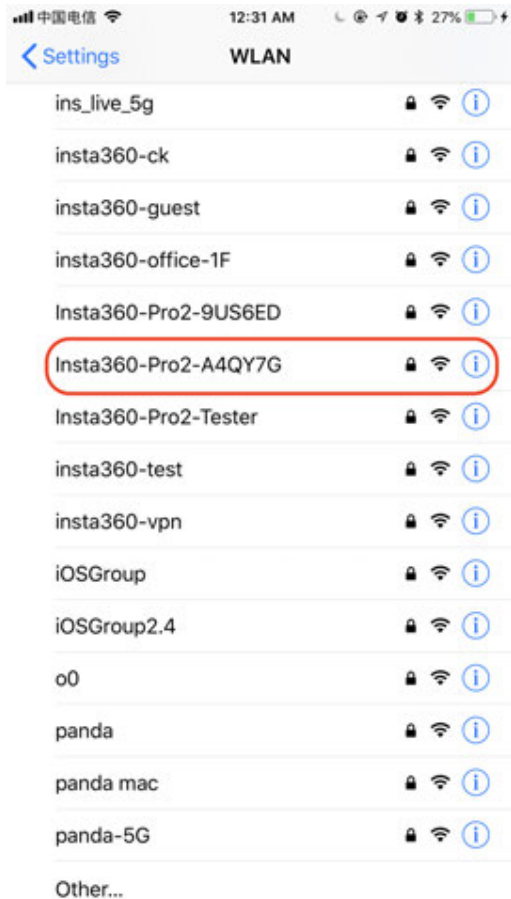 中国电信 12:31 AM 27%
Settings WLAN
ins_live_5g
insta360-ck
insta360-guest
insta360-office-1F
Insta360-Pro2-9US6ED
Insta360-Pro2-A4QY7G
Insta360-Pro2-Tester
insta360-test
insta360-vpn
iOSGroup
iOSGroup2.4
o0
panda
panda mac
panda-5G
Other...